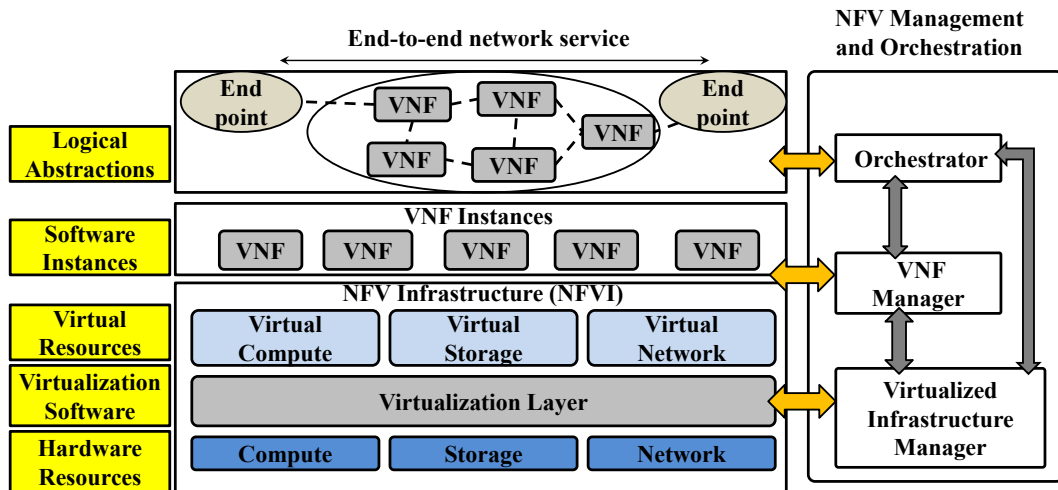 NFV Management
and Orchestration
End-to-end network service
End
point
VNF
VNF
VNF
VNF
VNF
End
point
Logical
Abstractions
Orchestrator
VNF Instances
Software
Instances
VNF
VNF
VNF
VNF
VNF
VNF
Manager
NFV Infrastructure (NFVI)
Virtual
Resources
Virtual
Compute
Virtual
Storage
Virtual
Network
Virtualization
Software
Virtualization Layer
Virtualized
Infrastructure
Manager
Hardware
Resources
Compute
Storage
Network